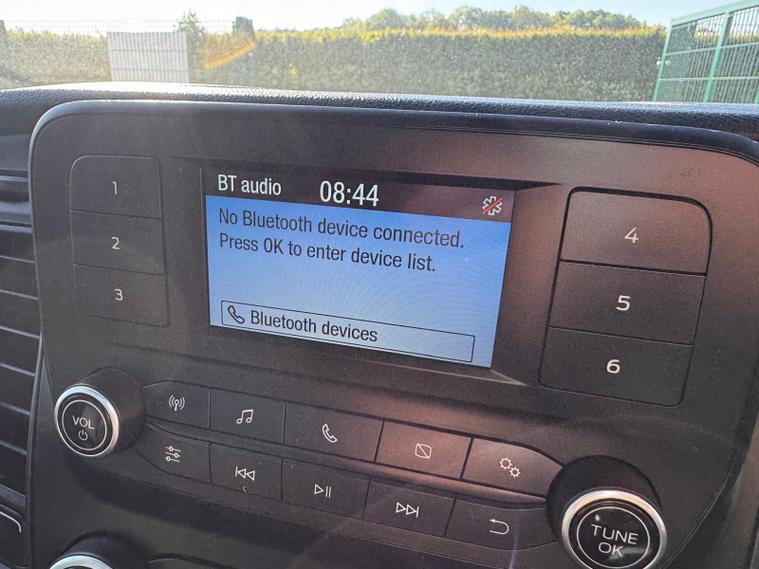 BT audio 08:44
No Bluetooth device connected.
Press OK to enter device list.
Bluetooth devices
1
2
3
4
5
6
VOL
TUNE
OK